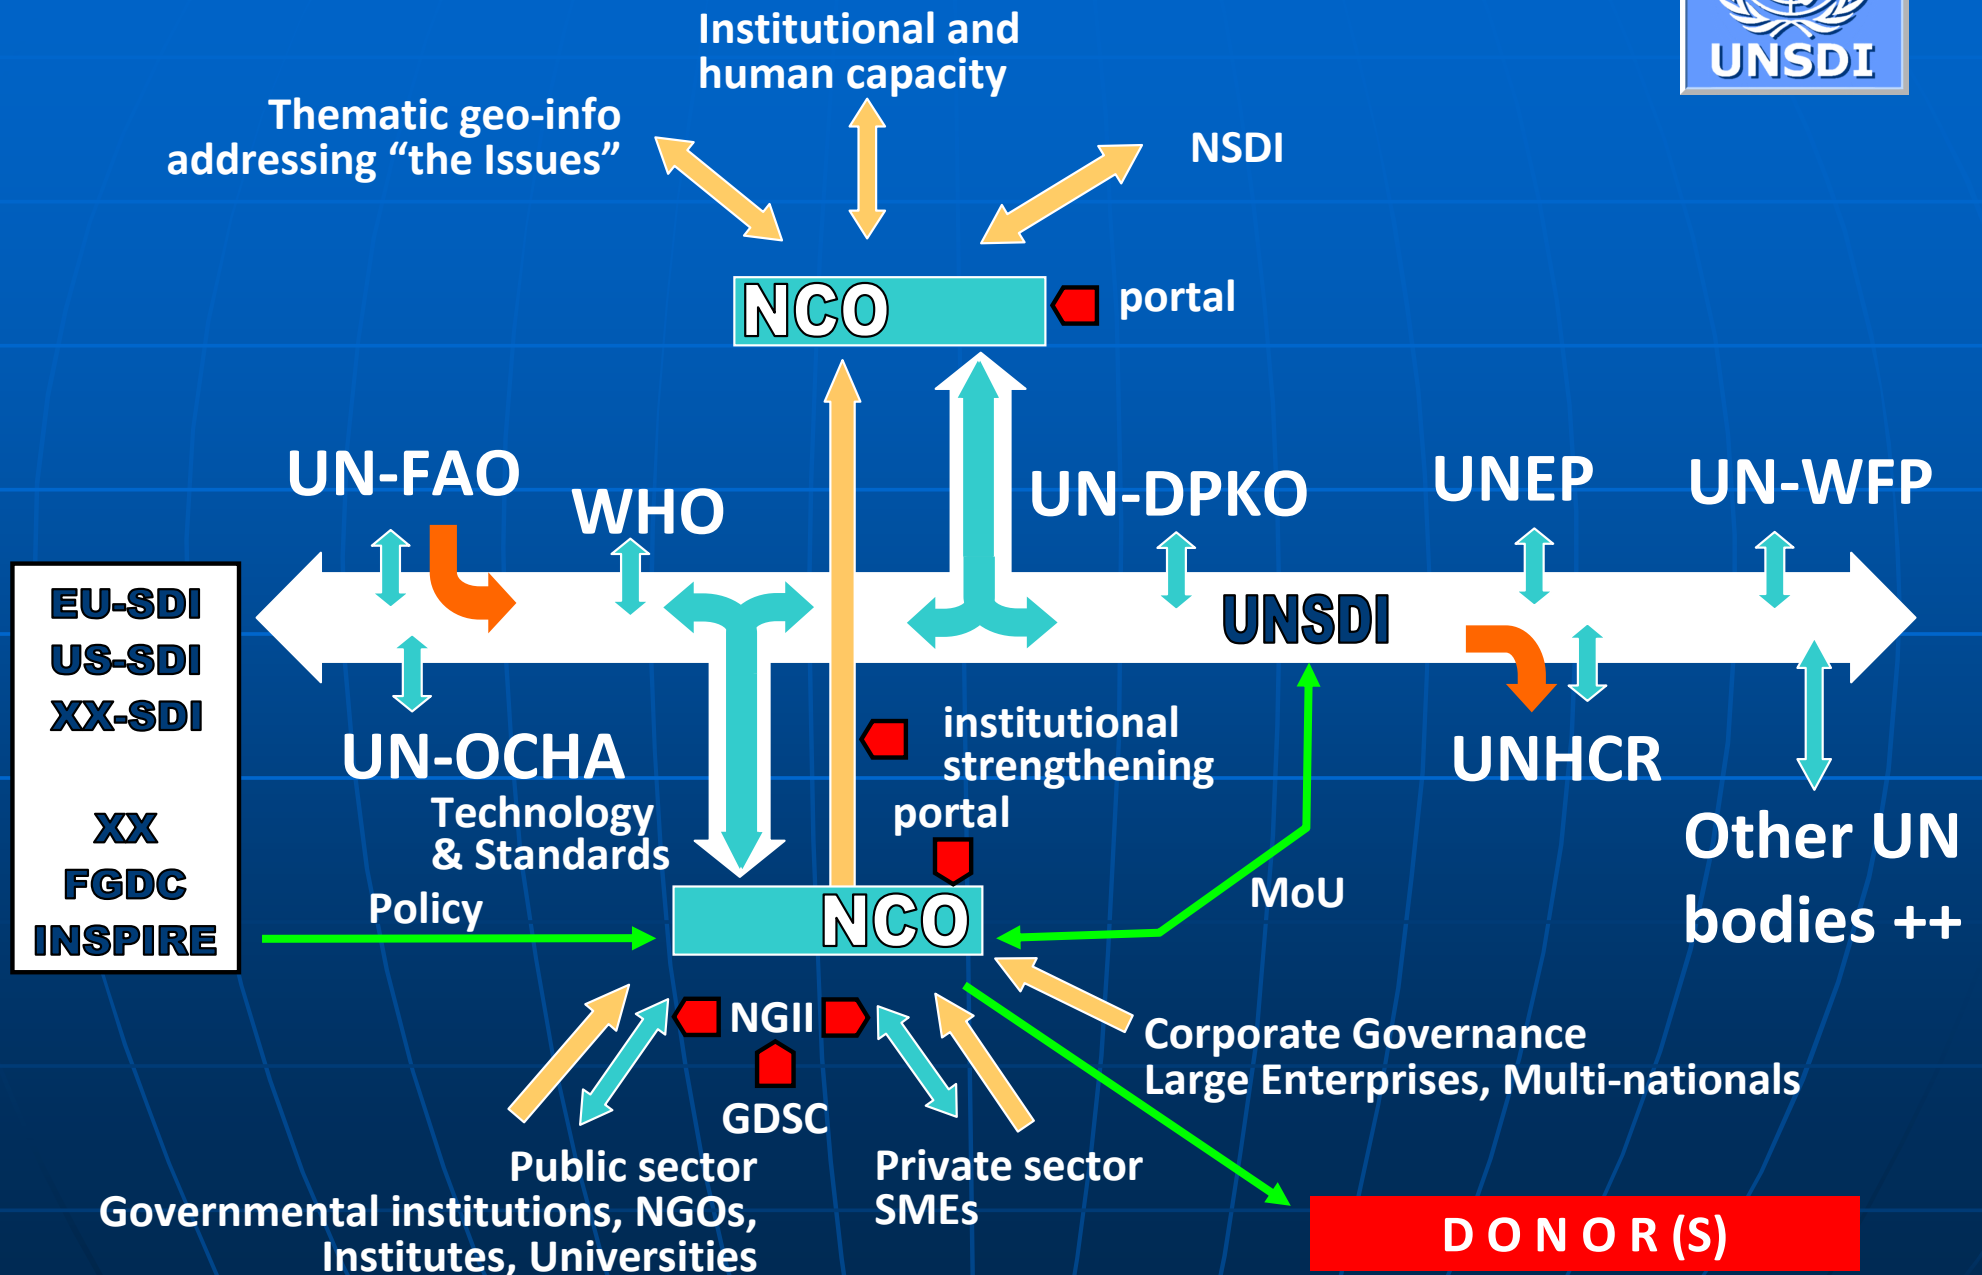 Institutional and
human capacity
UNSDI
Thematic geo-info
addressing “the Issues”
NSDI
NCO
portal
UN-FAO
WHO
UN-DPKO
UNEP
UN-WFP
EU-SDI
US-SDI
XX-SDI
XX
FGDC
INSPIRE
UNSDI
UN-OCHA
Technology
& Standards
institutional
strengthening
portal
UNHCR
Other UN
bodies ++
Policy
NCO
MoU
NGII
GDSC
Corporate Governance
Large Enterprises, Multi-nationals
Public sector
Governmental institutions, NGOs,
Institutes, Universities
Private sector
SMEs
D O N O R (S)